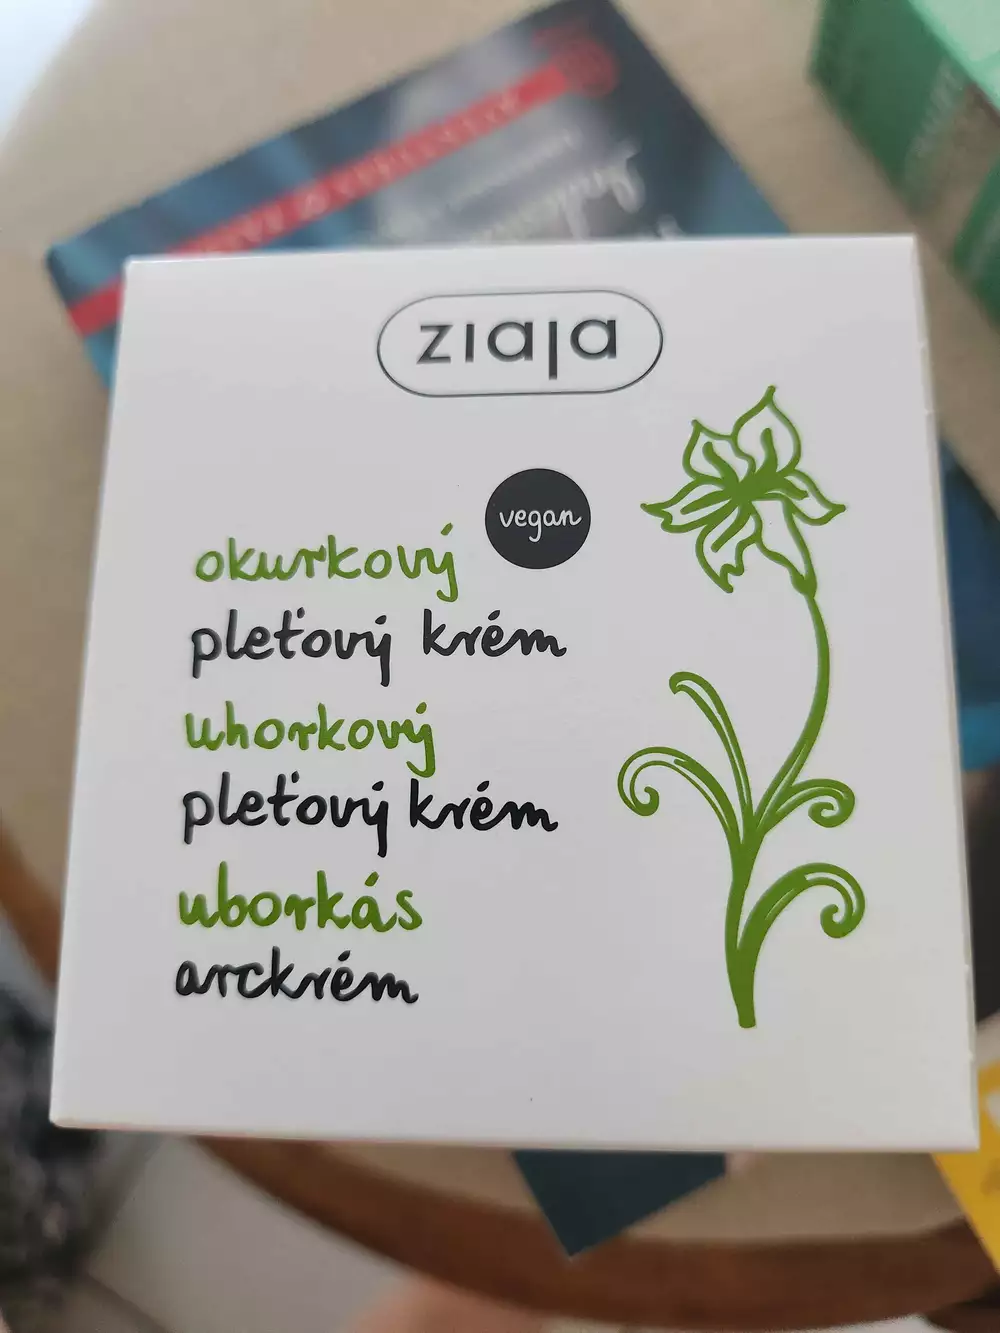 ziaja
vegan
okurkový
pleťový krém
uhorkový
pleťový krém
uborkás
arckrém